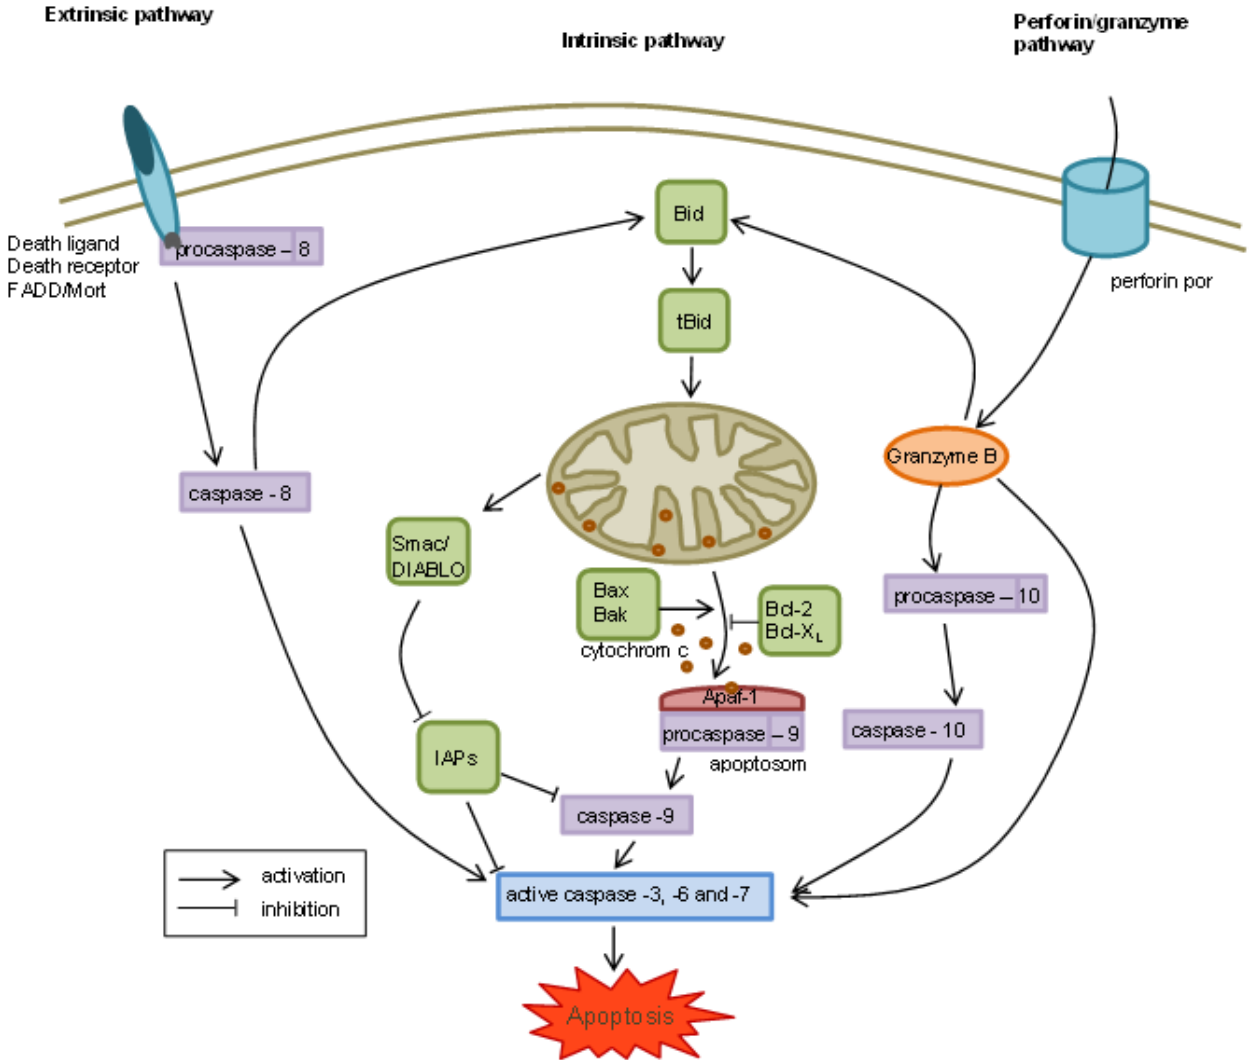 Extrinsic pathway
Intrinsic pathway
Perforin/granzyme
pathway
Death ligand
Death receptor
FADD/Mort
procaspase – 8
Bid
perforin por
tBid
Granzyme B
caspase - 8
Smac/
DIABLO
Bax
Bak
Bcl-2
Bcl-XL
procaspase – 10
cytochrom c
Apaf-1
procaspase – 9
apoptosom
caspase - 10
IAPs
caspase -9
activation
inhibition
active caspase -3, -6 and -7
Apoptosis